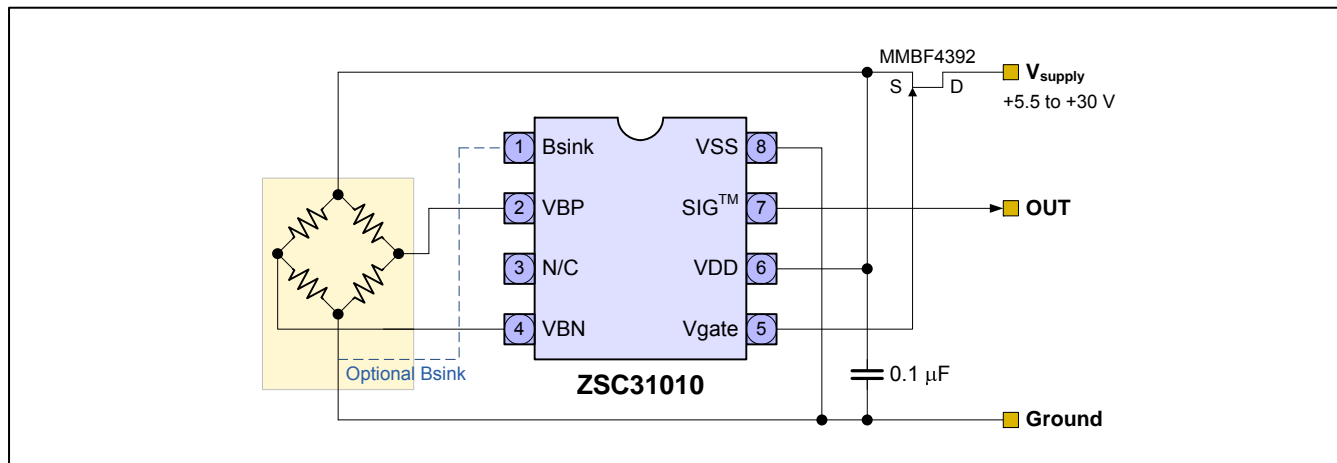 MMBF4392
S D
V_supply
+5.5 to +30 V
1 Bsink
VSS 8
2 VBP
SIG™ 7
OUT
3 N/C
VDD 6
4 VBN
Vgate 5
Optional Bsink
ZSC31010
0.1 µF
Ground